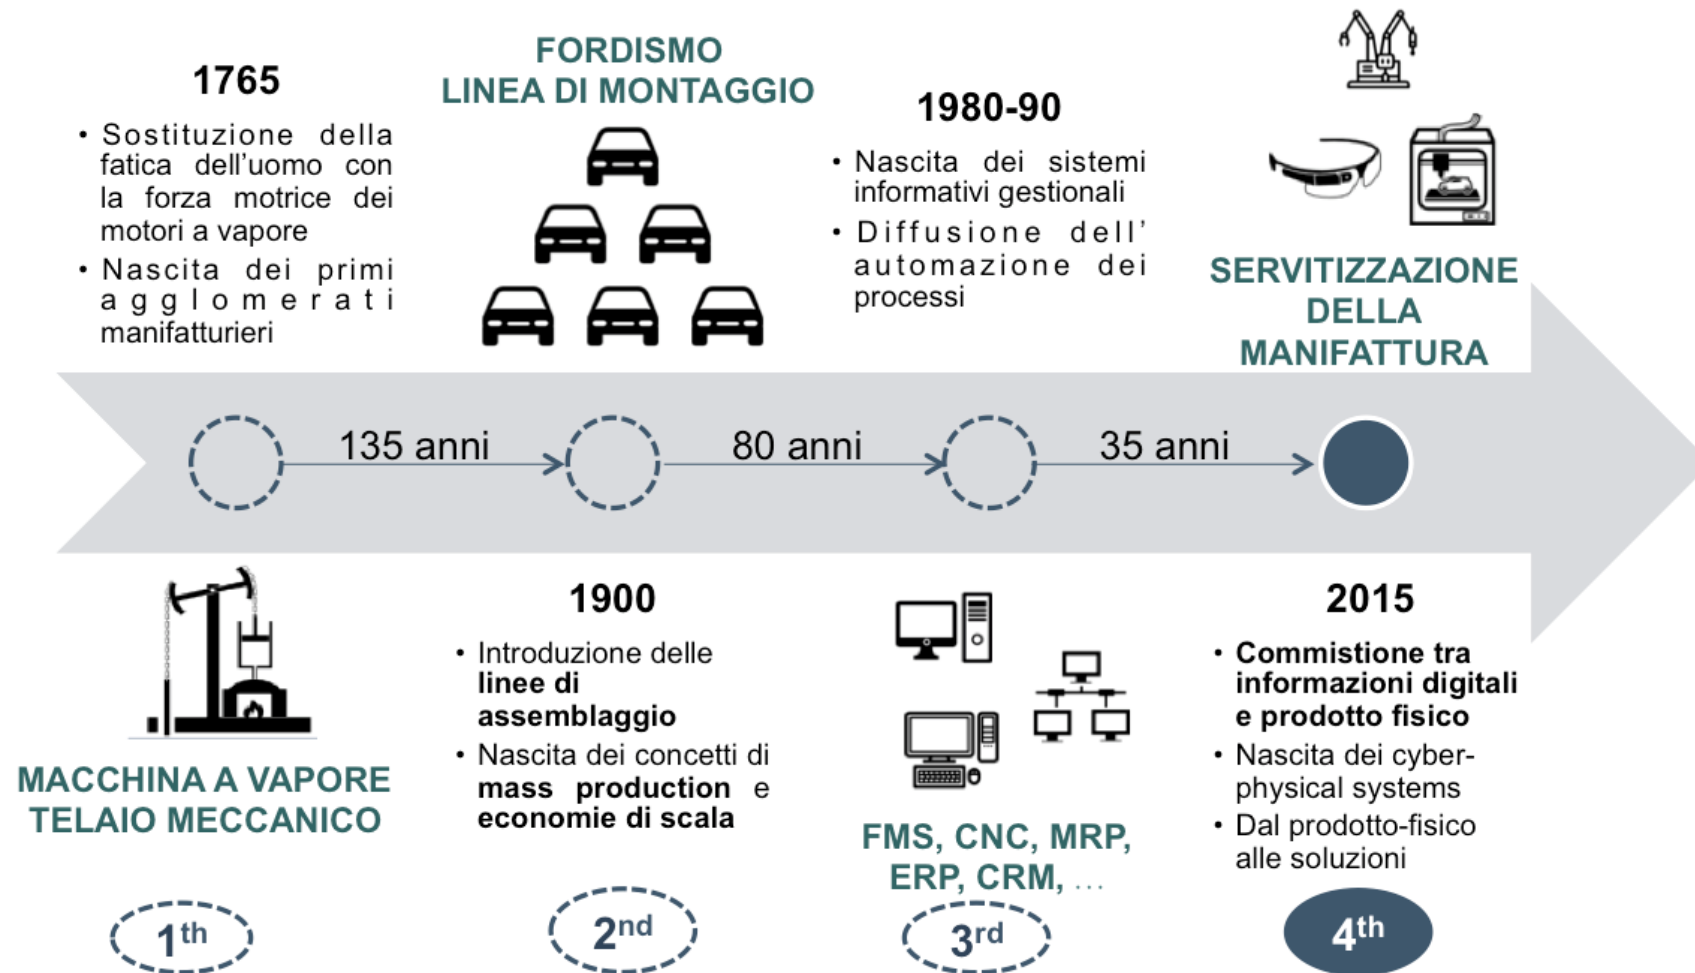 1765
• Sostituzione della
fatica dell'uomo con
la forza motrice dei
motori a vapore
• Nascita dei primi
agglomerati
manifatturieri
FORDISMO
LINEA DI MONTAGGIO
1980-90
• Nascita dei sistemi
informativi gestionali
• Diffusione dell'
automazione dei
processi
SERVITIZZAZIONE
DELLA
MANIFATTURA
135 anni
80 anni
35 anni
MACCHINA A VAPORE
TELAIO MECCANICO
1900
• Introduzione delle
linee di
assemblaggio
• Nascita dei concetti di
mass production e
economie di scala
FMS, CNC, MRP,
ERP, CRM, ...
2015
• Commistione tra
informazioni digitali
e prodotto fisico
• Nascita dei cyber-
physical systems
• Dal prodotto-fisico
alle soluzioni
1th
2nd
3rd
4th